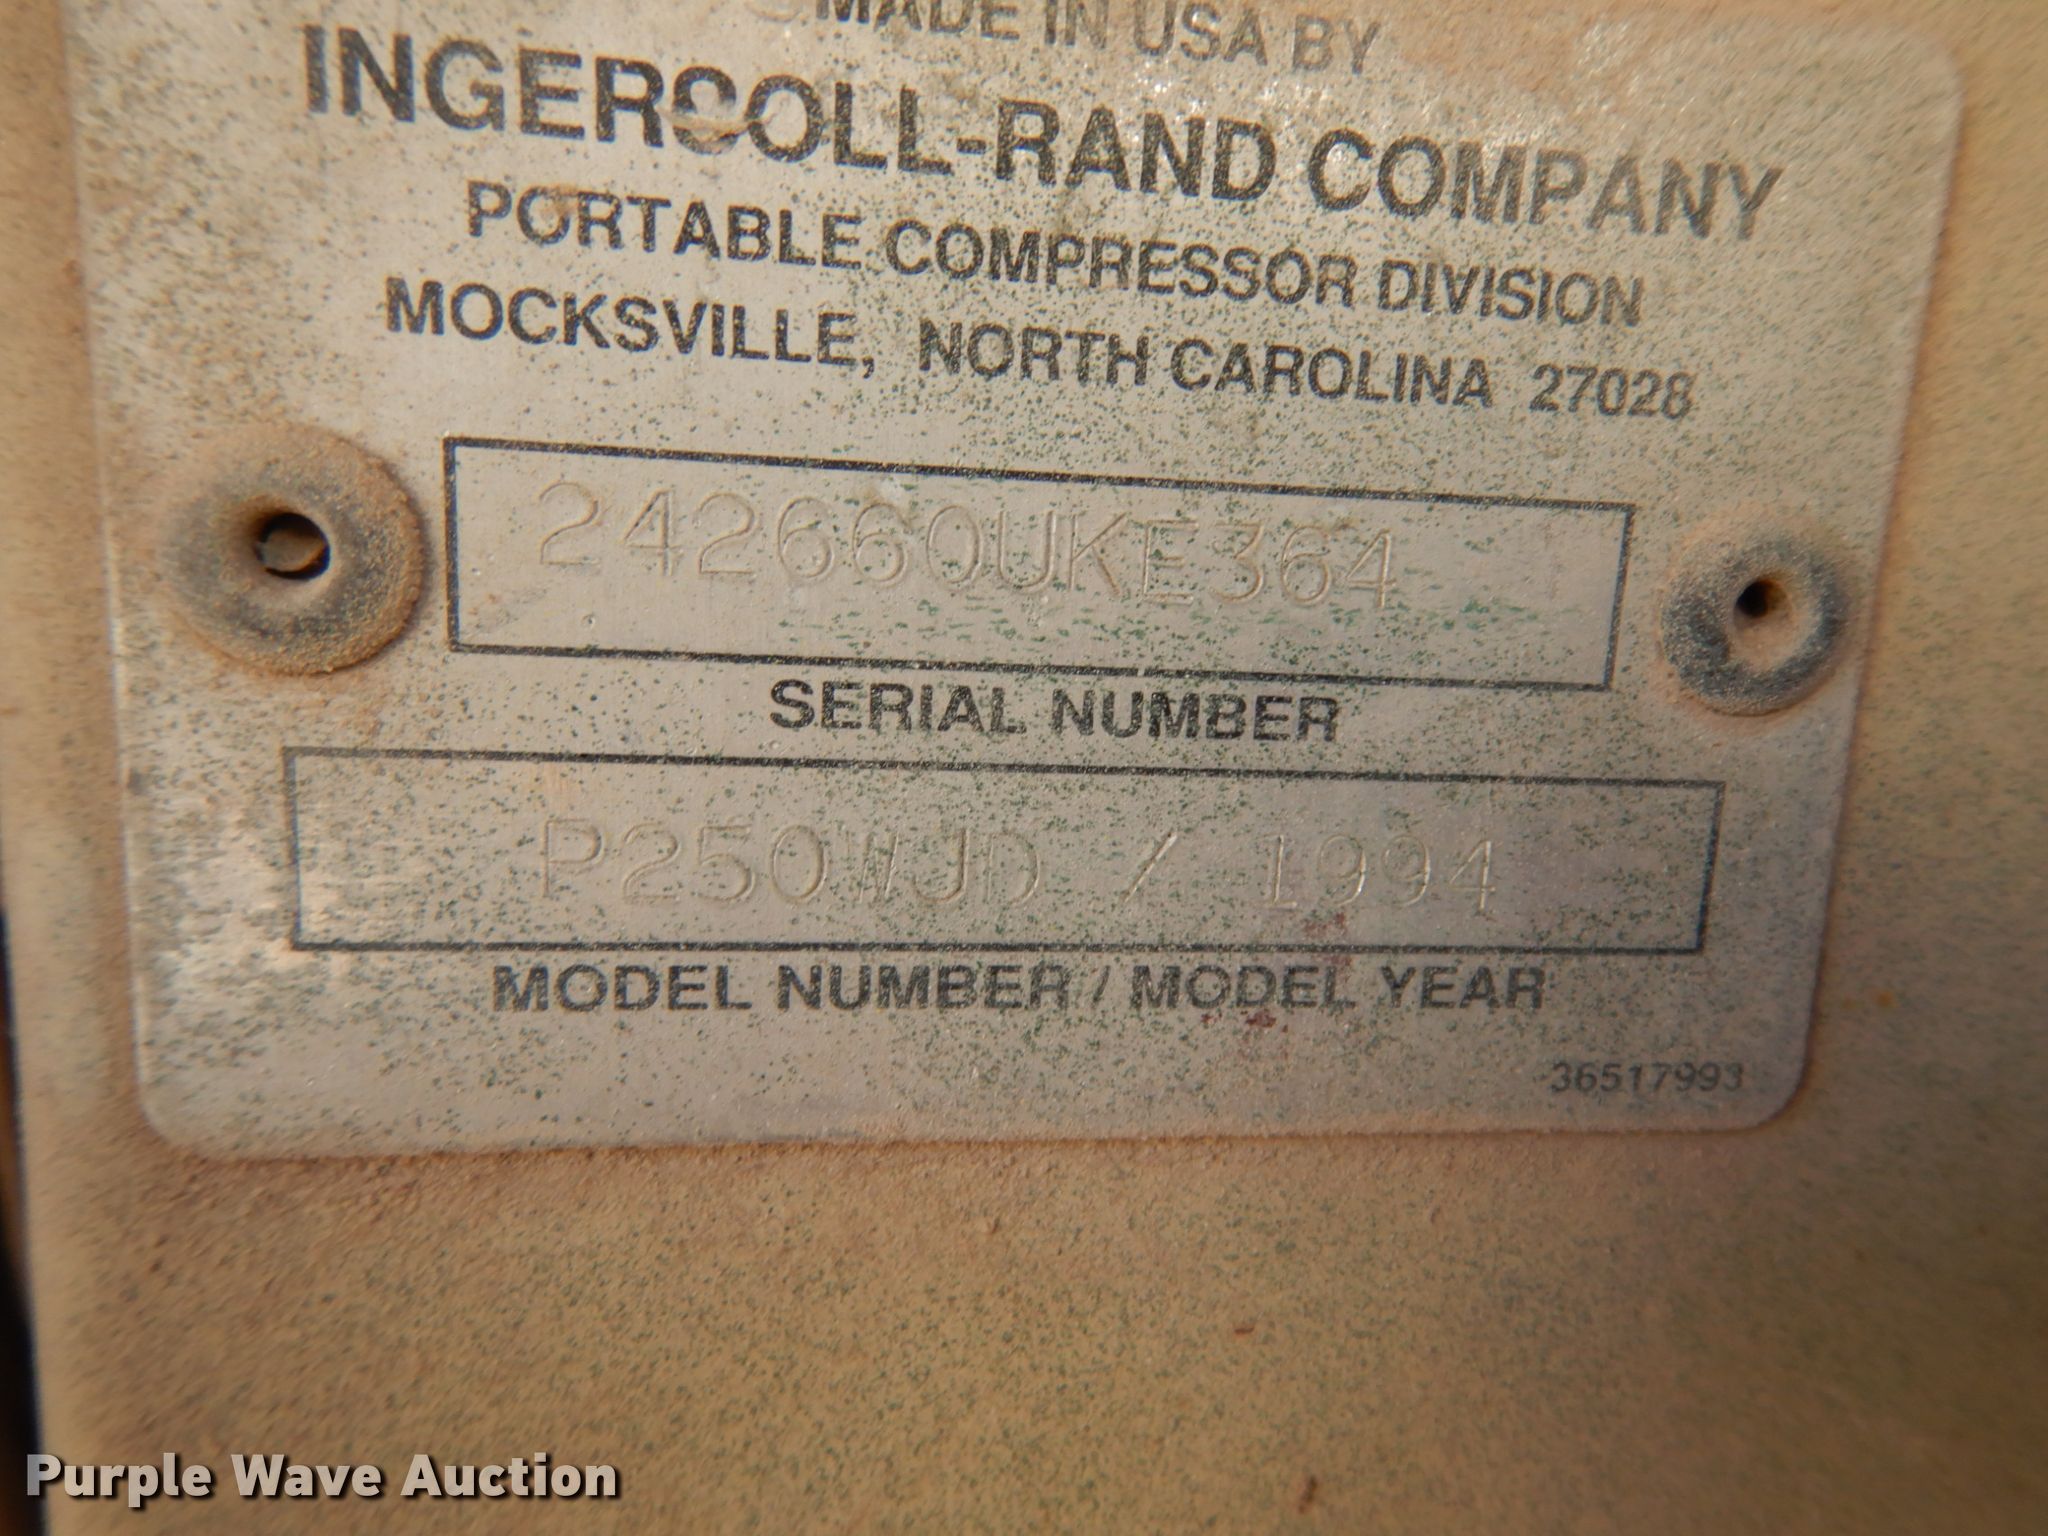 MADE IN USA BY
INGERSOLL-RAND COMPANY
PORTABLE COMPRESSOR DIVISION
MOCKSVILLE, NORTH CAROLINA 27028
242660UKE364
SERIAL NUMBER
P250WJD / 1994
MODEL NUMBER / MODEL YEAR
36517993
Purple Wave Auction